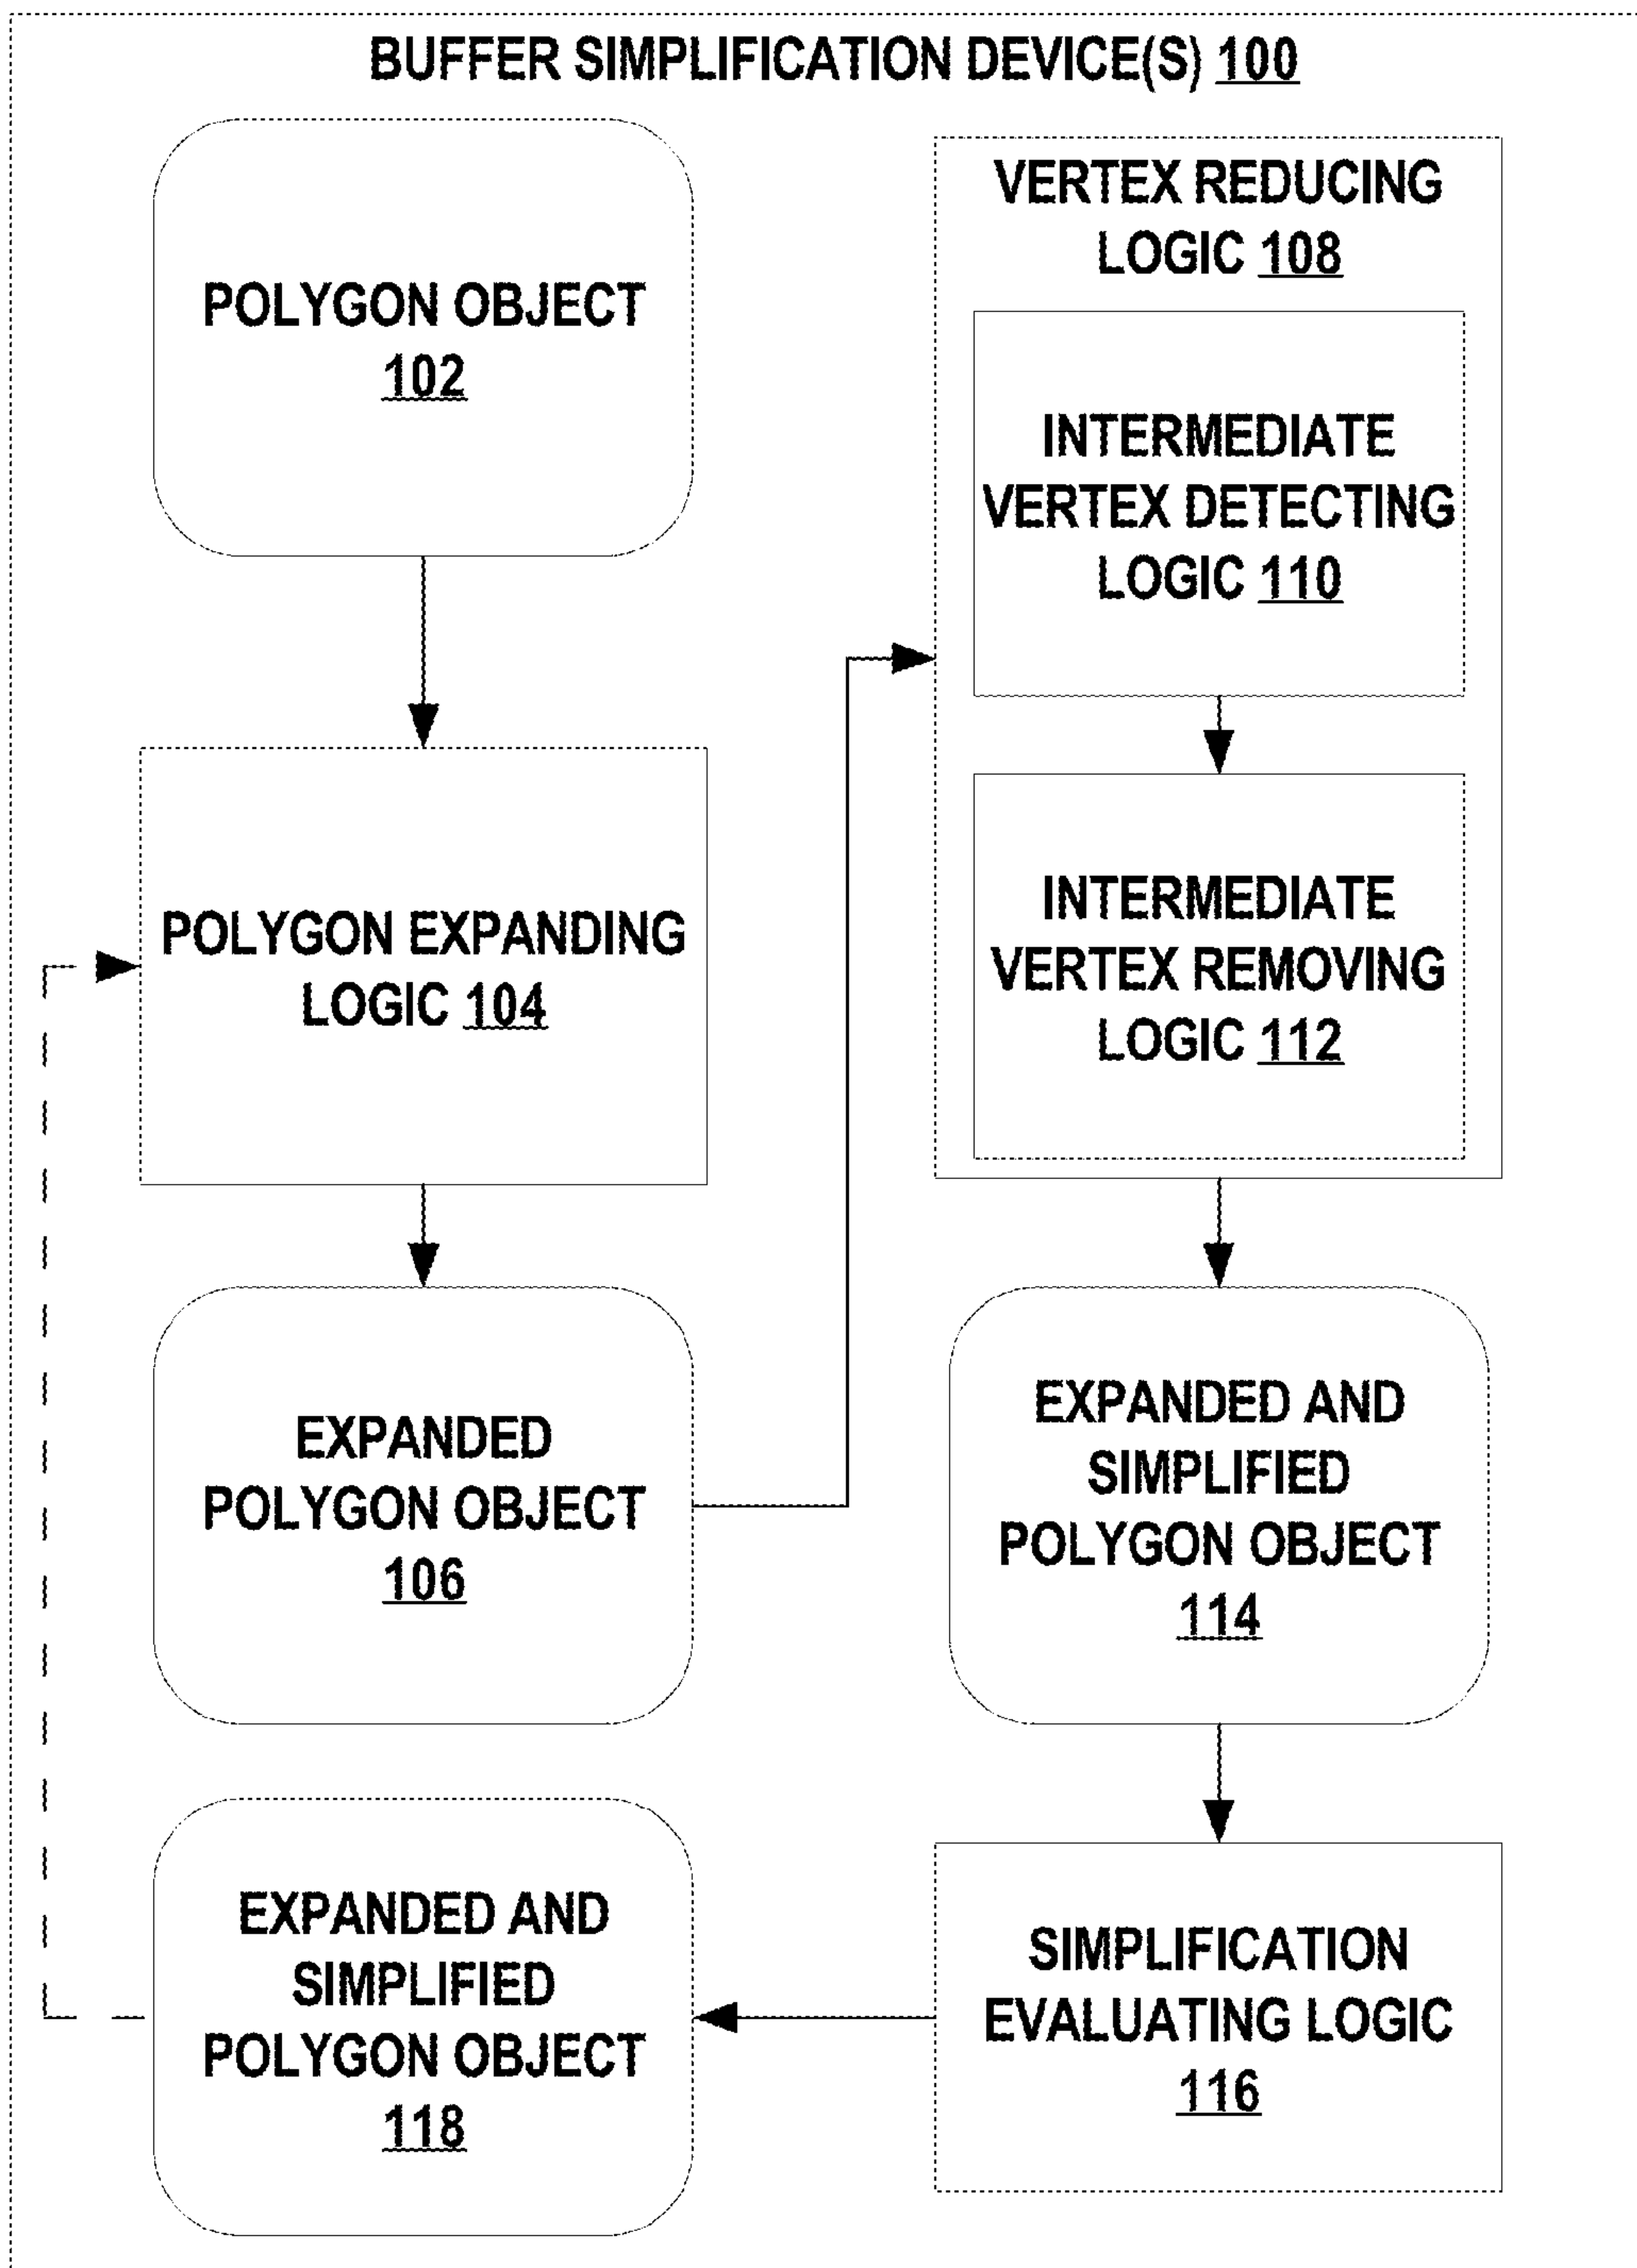 BUFFER SIMPLIFICATION DEVICE(S) 100
POLYGON OBJECT
102
POLYGON EXPANDING
LOGIC 104
EXPANDED
POLYGON OBJECT
106
VERTEX REDUCING
LOGIC 108
INTERMEDIATE
VERTEX DETECTING
LOGIC 110
INTERMEDIATE
VERTEX REMOVING
LOGIC 112
EXPANDED AND
SIMPLIFIED
POLYGON OBJECT
114
SIMPLIFICATION
EVALUATING LOGIC
116
EXPANDED AND
SIMPLIFIED
POLYGON OBJECT
118